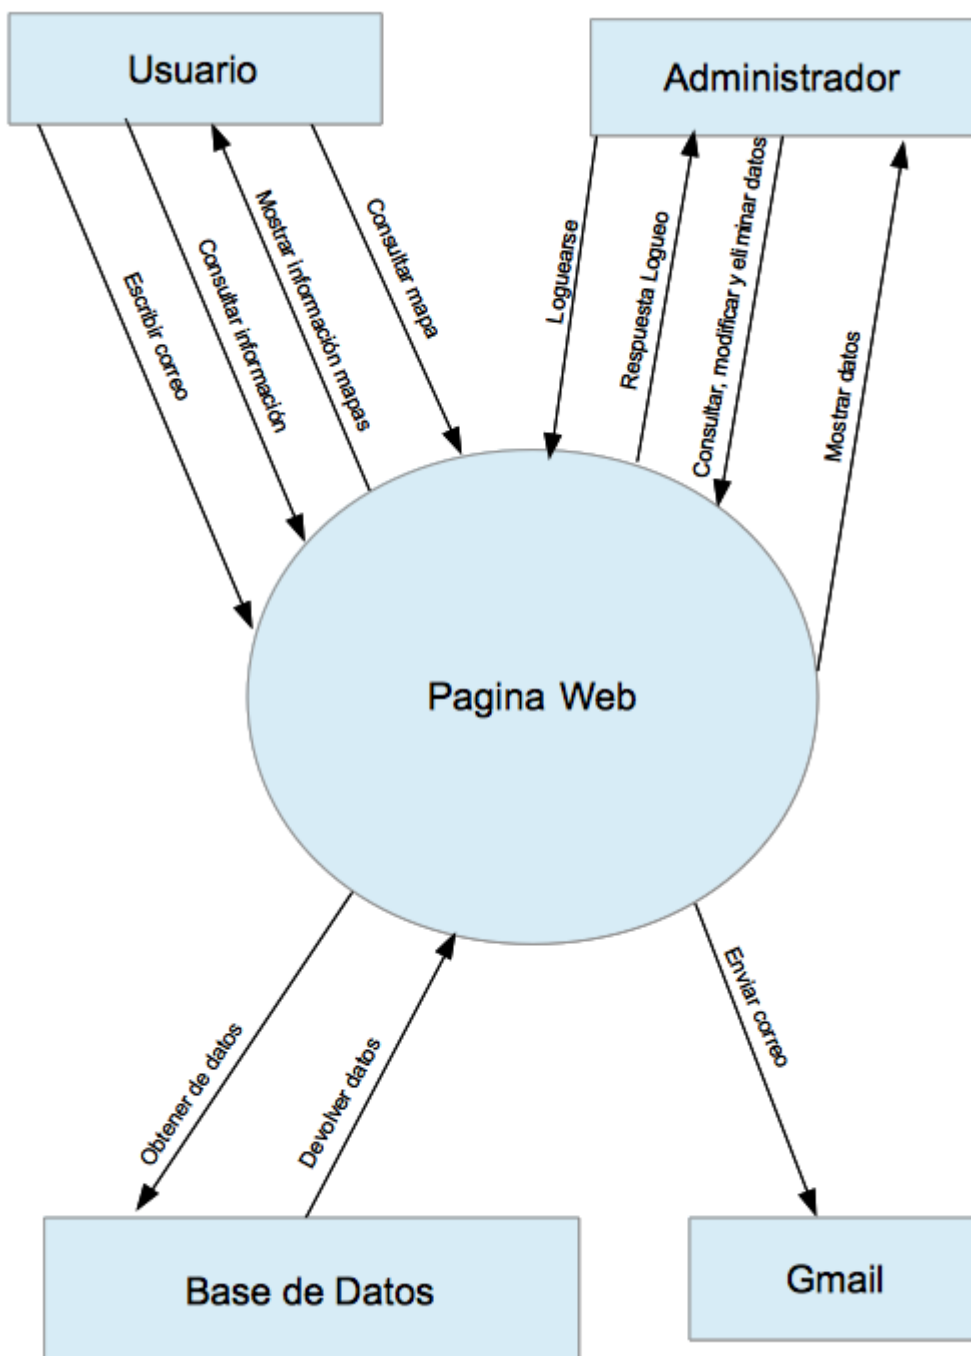 Usuario
Administrador
Escribir correo
Consultar información
Mostrar información mapas
Consultar mapa
Loguearse
Respuesta Logueo
Consultar, modificar y eliminar datos
Mostrar datos
Pagina Web
Obtener de datos
Devolver datos
Enviar correo
Base de Datos
Gmail